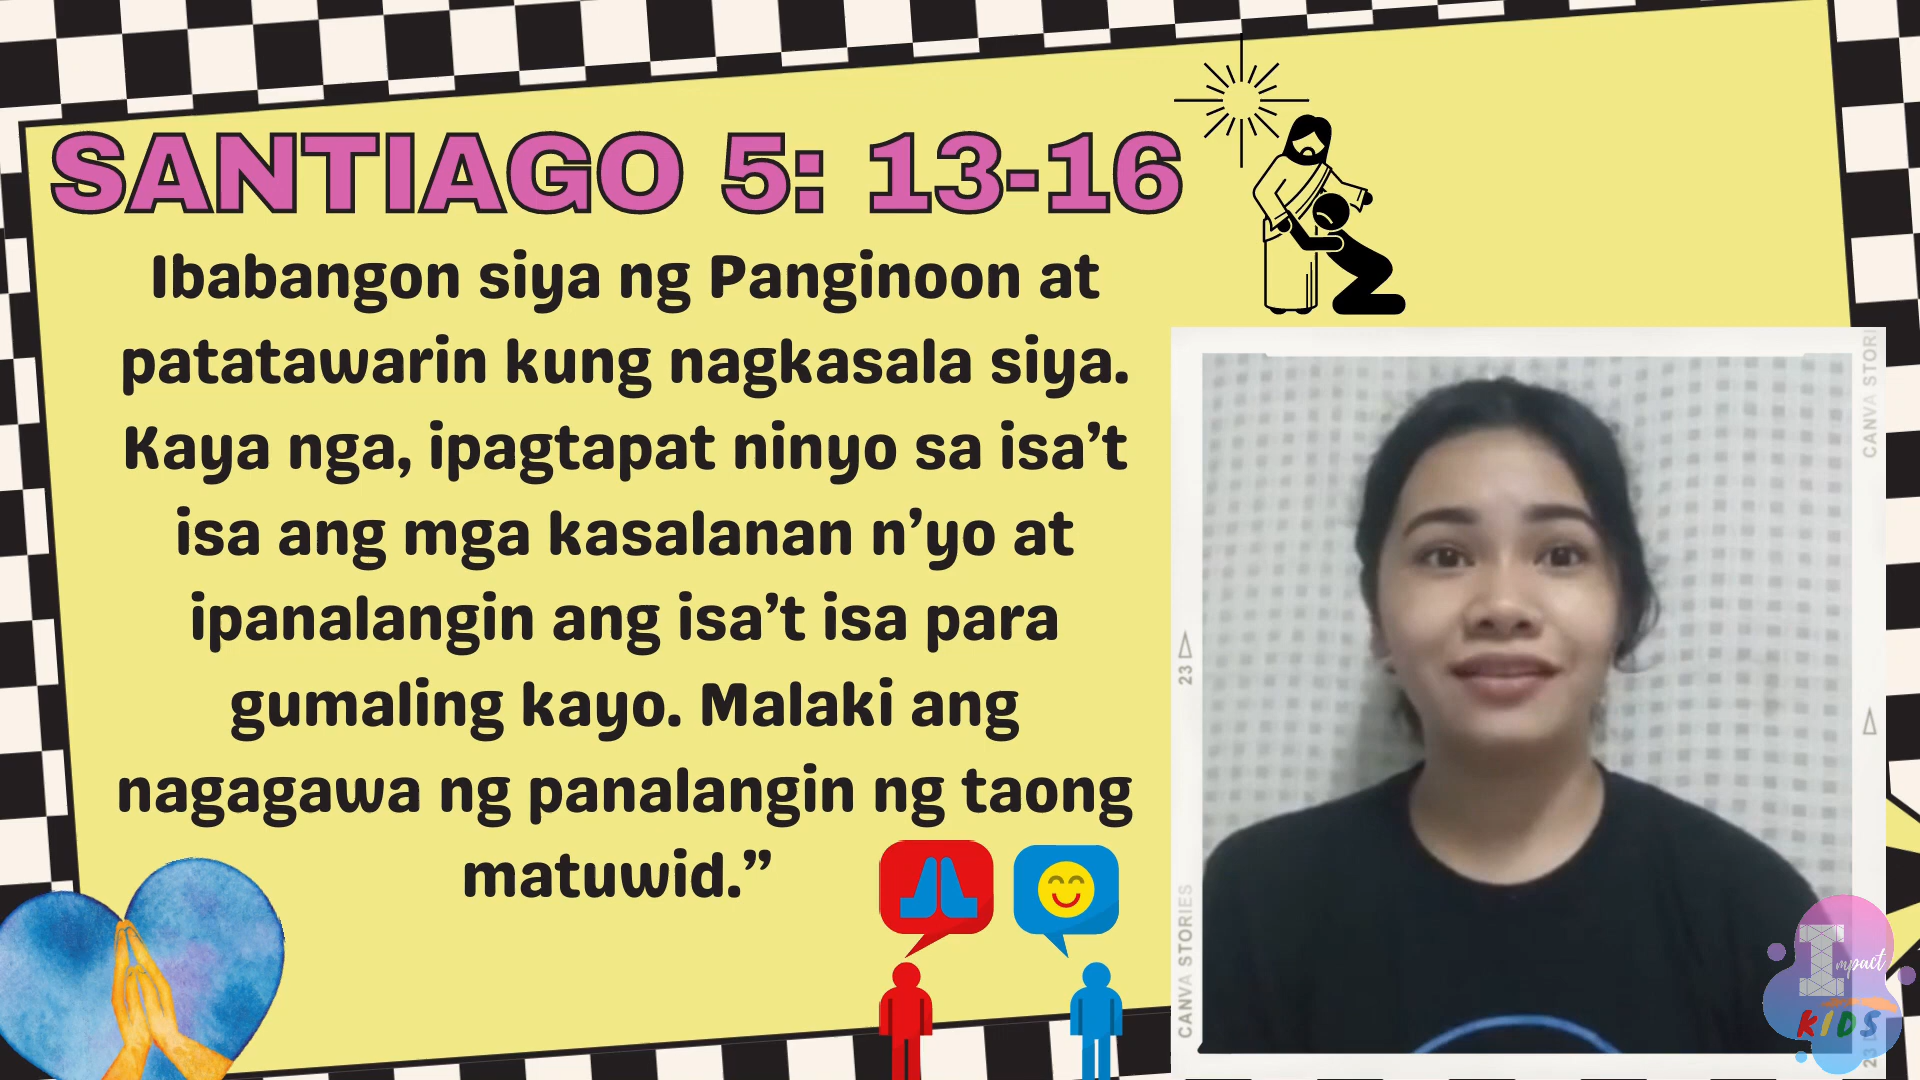 SANTIAGO 5: 13-16
Ibabangon siya ng Panginoon at
patatawarin kung nagkasala siya.
Kaya nga, ipagtapat ninyo sa isa’t
isa ang mga kasalanan n’yo at
ipanalangin ang isa’t isa para
gumaling kayo. Malaki ang
nagagawa ng panalangin ng taong
matuwid.”
CANVA STORI
23
CANVA STORIES
Impact
KIDS
23